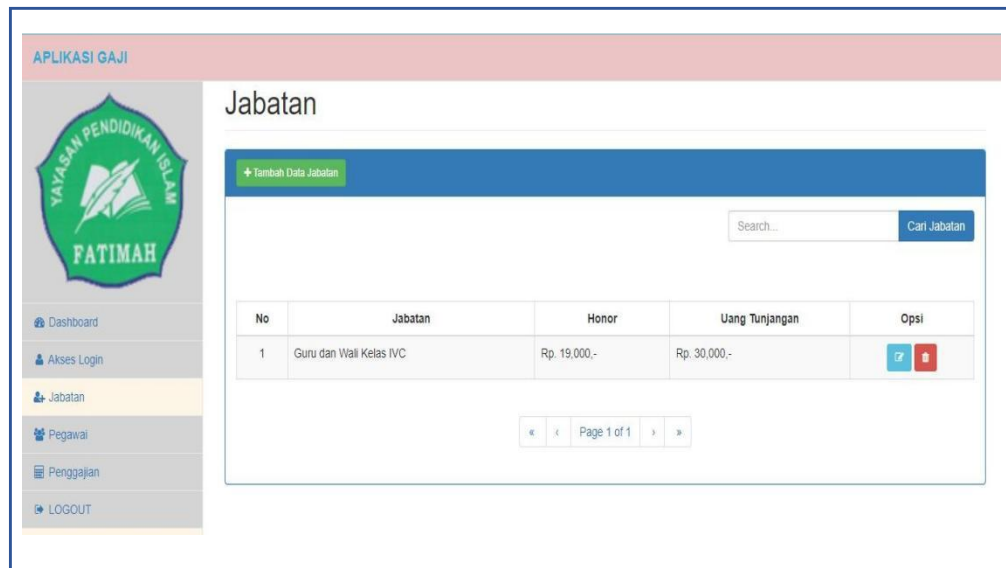 APLIKASI GAJI
YAYASAN PENDIDIKAN ISLAM
FATIMAH
Dashboard
Akses Login
Jabatan
Pegawai
Penggajian
LOGOUT
Jabatan
+ Tambah Data Jabatan
Search... Cari Jabatan
No Jabatan Honor Uang Tunjangan Opsi
1 Guru dan Wali Kelas IVC Rp. 19,000,- Rp. 30,000,-
« ‹ Page 1 of 1 › »